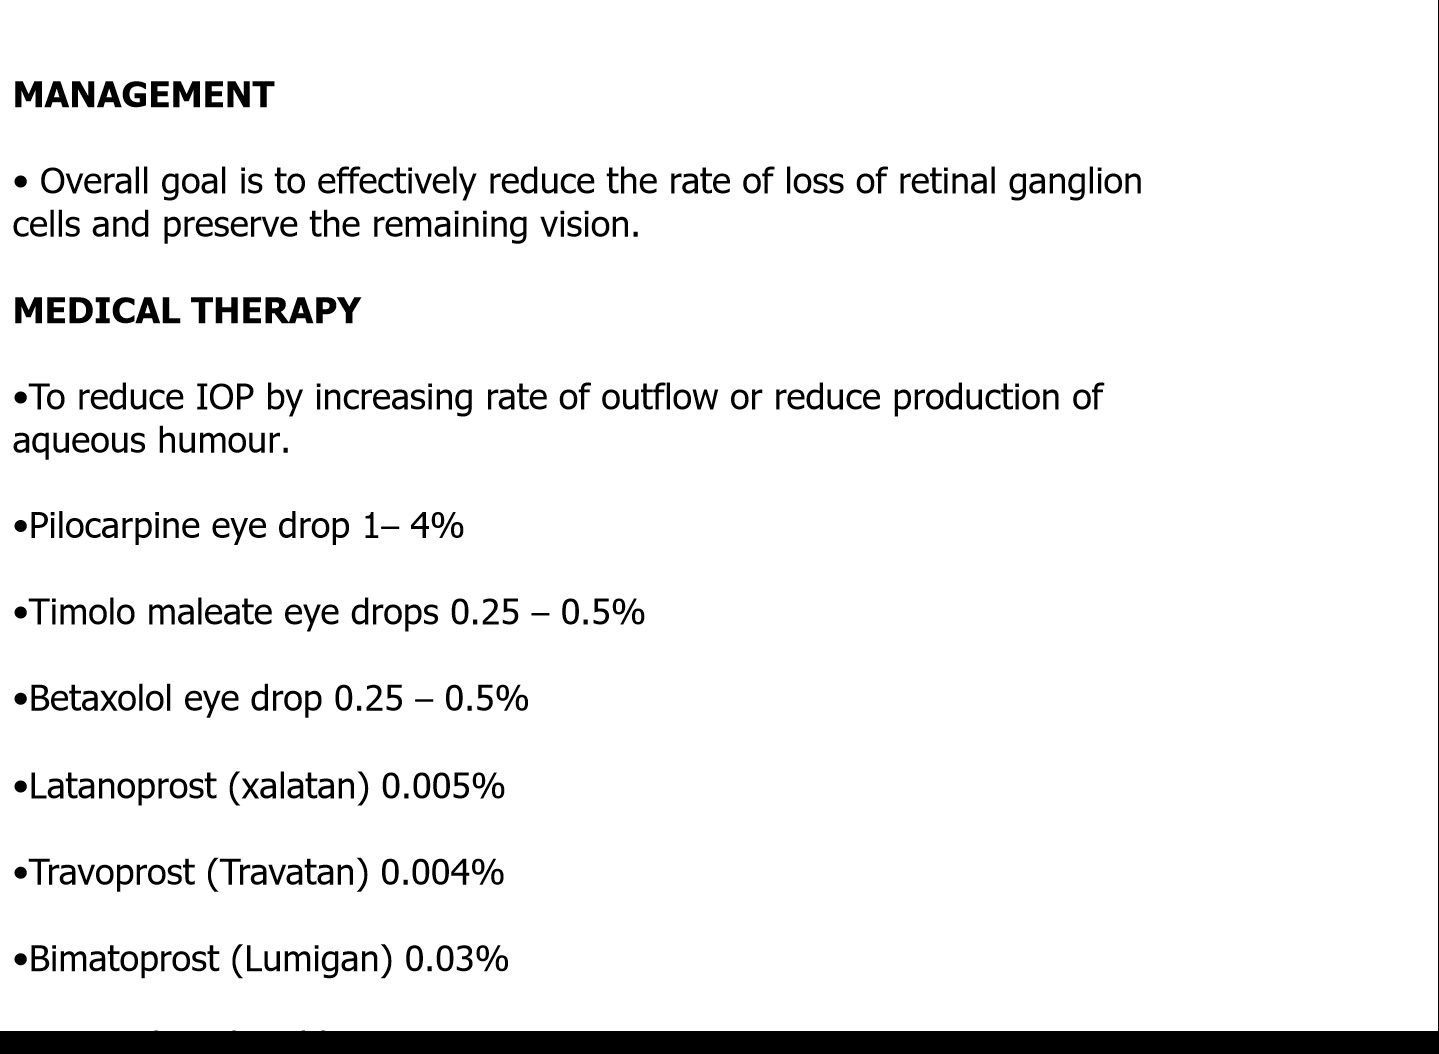 MANAGEMENT
• Overall goal is to effectively reduce the rate of loss of retinal ganglion
cells and preserve the remaining vision.
MEDICAL THERAPY
•To reduce IOP by increasing rate of outflow or reduce production of
aqueous humour.
•Pilocarpine eye drop 1– 4%
•Timolo maleate eye drops 0.25 – 0.5%
•Betaxolol eye drop 0.25 – 0.5%
•Latanoprost (xalatan) 0.005%
•Travoprost (Travatan) 0.004%
•Bimatoprost (Lumigan) 0.03%